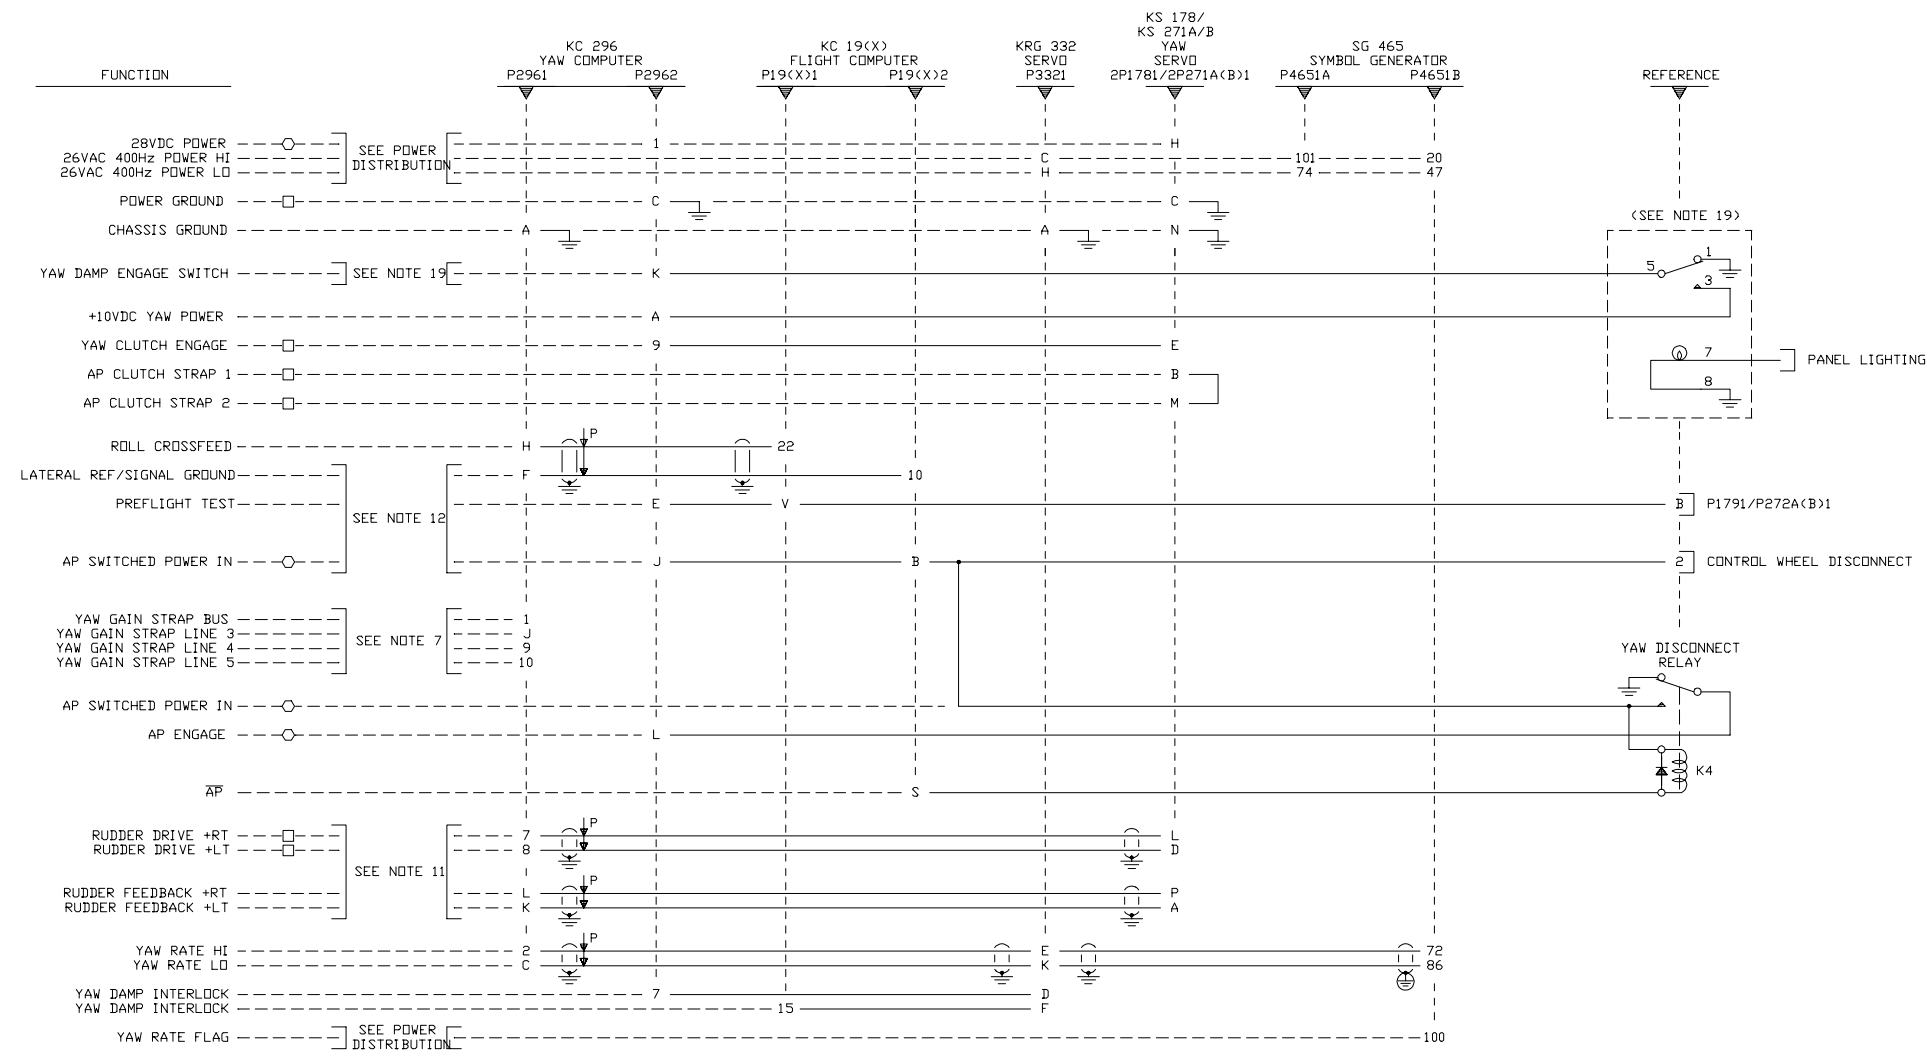 KS 178/
KS 271A/B
KC 296 KC 19(X) KRG 332 YAW SG 465
YAW COMPUTER FLIGHT COMPUTER SERVO SERVO SYMBOL GENERATOR
FUNCTION P2961 P2962 P19(X)1 P19(X)2 P3321 2P1781/2P271A(B)1 P4651A P4651B REFERENCE
28VDC POWER 1 H
SEE POWER
DISTRIBUTION
26VAC 400Hz POWER HI C 101 20
26VAC 400Hz POWER LO H 74 47
POWER GROUND C C
(SEE NOTE 19)
CHASSIS GROUND A A N
1
YAW DAMP ENGAGE SWITCH SEE NOTE 19 K 5
3
+10VDC YAW POWER A
YAW CLUTCH ENGAGE 9 E
7 PANEL LIGHTING
AP CLUTCH STRAP 1 B
8
AP CLUTCH STRAP 2 M
P
ROLL CROSSFEED H 22
LATERAL REF/SIGNAL GROUND F 10
PREFLIGHT TEST E V B P1791/P272A(B)1
SEE NOTE 12
AP SWITCHED POWER IN J B 2 CONTROL WHEEL DISCONNECT
YAW GAIN STRAP BUS 1
YAW GAIN STRAP LINE 3 J
SEE NOTE 7
YAW GAIN STRAP LINE 4 9
YAW GAIN STRAP LINE 5 10
YAW DISCONNECT
RELAY
AP SWITCHED POWER IN
AP ENGAGE L
K4
AP S
P
RUDDER DRIVE +RT 7 L
RUDDER DRIVE +LT 8 D
SEE NOTE 11
P
RUDDER FEEDBACK +RT L P
RUDDER FEEDBACK +LT K A
P
YAW RATE HI 2 E 72
YAW RATE LO C K 86
YAW DAMP INTERLOCK 7 D
YAW DAMP INTERLOCK 15 F
YAW RATE FLAG 100
SEE POWER
DISTRIBUTION